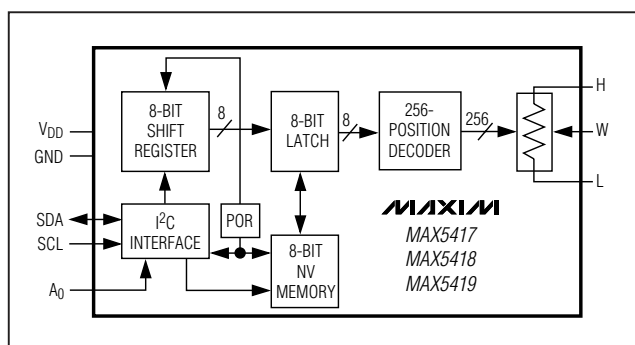 8-BIT
SHIFT
REGISTER
8
8-BIT
LATCH
8
256-
POSITION
DECODER
256
H
W
L
VDD
GND
SDA
SCL
A0
I²C
INTERFACE
POR
8-BIT
NV
MEMORY
MAXIM
MAX5417
MAX5418
MAX5419